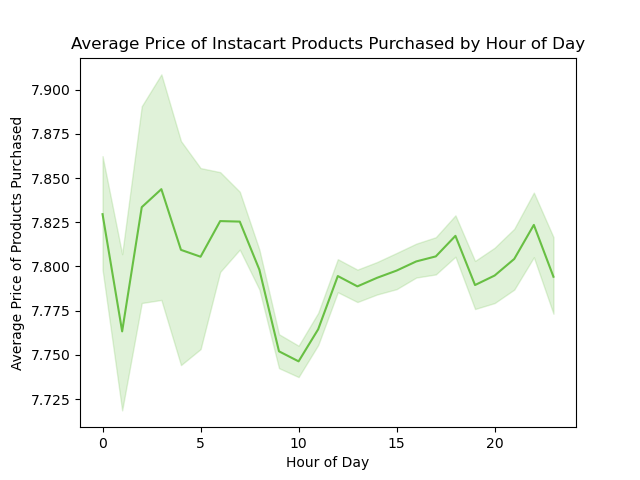 Average Price of Instacart Products Purchased by Hour of Day
Average Price of Products Purchased
7.900
7.875
7.850
7.825
7.800
7.775
7.750
7.725
0 5 10 15 20
Hour of Day